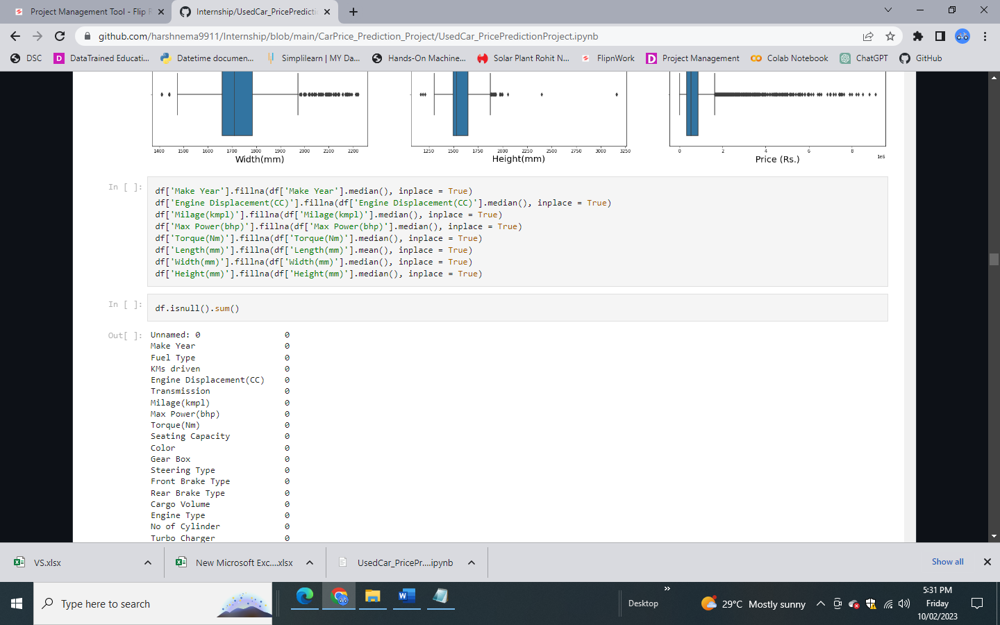 Project Management Tool - Flip F
Internship/UsedCar_PricePredictio
github.com/harshnema9911/Internship/blob/main/CarPrice_Prediction_Project/UsedCar_PricePredictionProject.ipynb
DSC
DataTrained Educati...
Datetime documen...
Simplilearn | MY Da...
Hands-On Machine...
Solar Plant Rohit N...
FlipnWork
Project Management
Colab Notebook
ChatGPT
GitHub
1400 1500 1600 1700 1800 1900 2000 2100 2200
Width(mm)
1250 1500 1750 2000 2250 2500 2750 3000 3250
Height(mm)
0 2 4 6 8
1e6
Price (Rs.)
In [ ]:
df['Make Year'].fillna(df['Make Year'].median(), inplace = True)
df['Engine Displacement(CC)'].fillna(df['Engine Displacement(CC)'].median(), inplace = True)
df['Milage(kmpl)'].fillna(df['Milage(kmpl)'].median(), inplace = True)
df['Max Power(bhp)'].fillna(df['Max Power(bhp)'].median(), inplace = True)
df['Torque(Nm)'].fillna(df['Torque(Nm)'].median(), inplace = True)
df['Length(mm)'].fillna(df['Length(mm)'].mean(), inplace = True)
df['Width(mm)'].fillna(df['Width(mm)'].median(), inplace = True)
df['Height(mm)'].fillna(df['Height(mm)'].median(), inplace = True)
In [ ]:
df.isnull().sum()
Out[ ]:
Unnamed: 0 0
Make Year 0
Fuel Type 0
KMs driven 0
Engine Displacement(CC) 0
Transmission 0
Milage(kmpl) 0
Max Power(bhp) 0
Torque(Nm) 0
Seating Capacity 0
Color 0
Gear Box 0
Steering Type 0
Front Brake Type 0
Rear Brake Type 0
Cargo Volume 0
Engine Type 0
No of Cylinder 0
Turbo Charger 0
VS.xlsx
New Microsoft Exc....xlsx
UsedCar_PricePr....ipynb
Show all
Type here to search
Desktop
29°C Mostly sunny
5:31 PM
Friday
10/02/2023